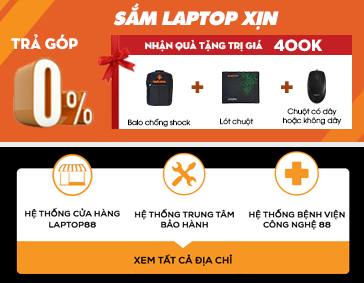 SẮM LAPTOP XỊN
TRẢ GÓP
0%
NHẬN QUÀ TẶNG TRỊ GIÁ 400K
Balo chống shock
Lót chuột
Chuột có dây
hoặc không dây
HỆ THỐNG CỬA HÀNG
LAPTOP88
HỆ THỐNG TRUNG TÂM
BẢO HÀNH
HỆ THỐNG BỆNH VIỆN
CÔNG NGHỆ 88
XEM TẤT CẢ ĐỊA CHỈ